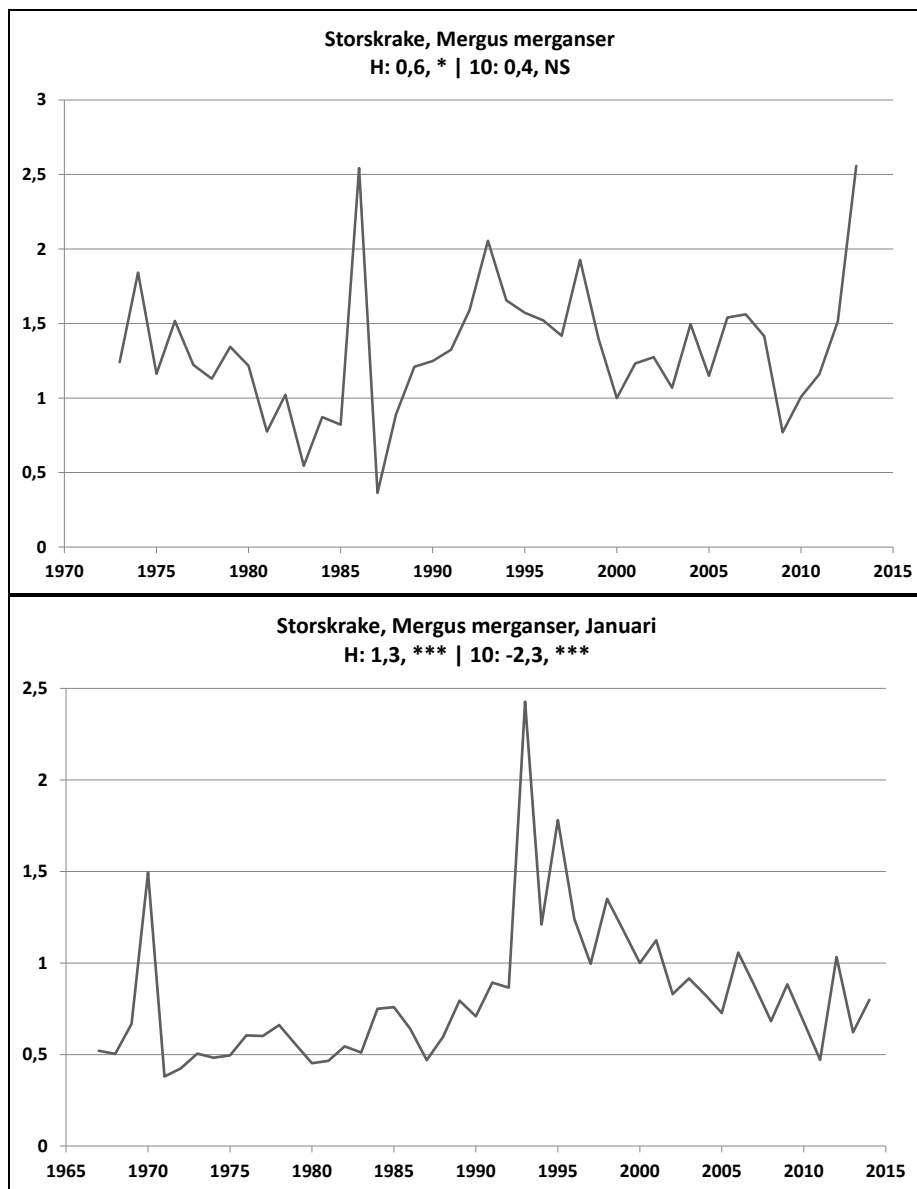 Storskrake, Mergus merganser
H: 0,6, * | 10: 0,4, NS
3
2,5
2
1,5
1
0,5
0
1970 1975 1980 1985 1990 1995 2000 2005 2010 2015
Storskrake, Mergus merganser, Januari
H: 1,3, *** | 10: -2,3, ***
2,5
2
1,5
1
0,5
0
1965 1970 1975 1980 1985 1990 1995 2000 2005 2010 2015